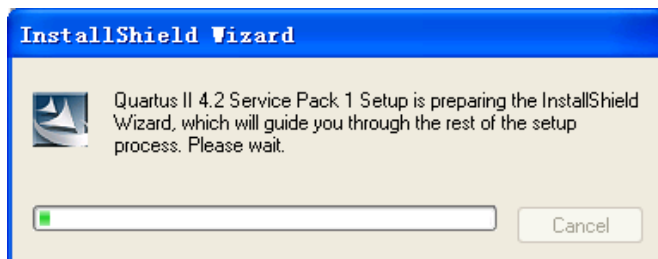 InstallShield Wizard
Quartus II 4.2 Service Pack 1 Setup is preparing the InstallShield
Wizard, which will guide you through the rest of the setup
process. Please wait.
Cancel